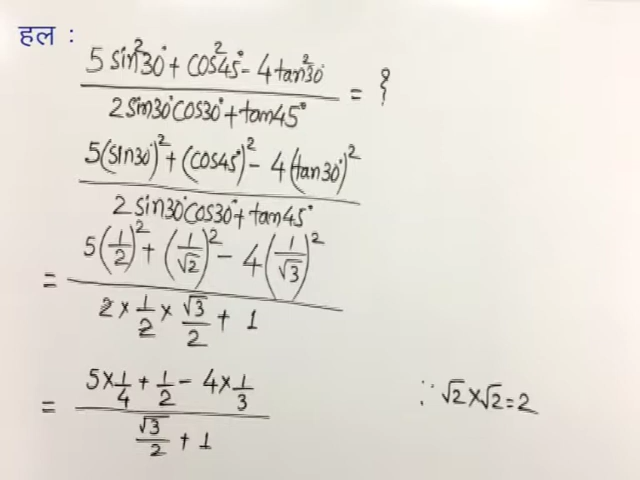 हल :
5 sin²30° + cos²45° - 4 tan²30°
2 sin30° cos30° + tan45° = ?
5(sin30°)² + (cos45°)² - 4(tan30°)²
2 sin30° cos30° + tan45°
5(1/2)² + (1/√2)² - 4(1/√3)²
= 2 × 1/2 × √3/2 + 1
5×1/4 + 1/2 - 4×1/3
= √3/2 + 1
∵ √2×√2=2